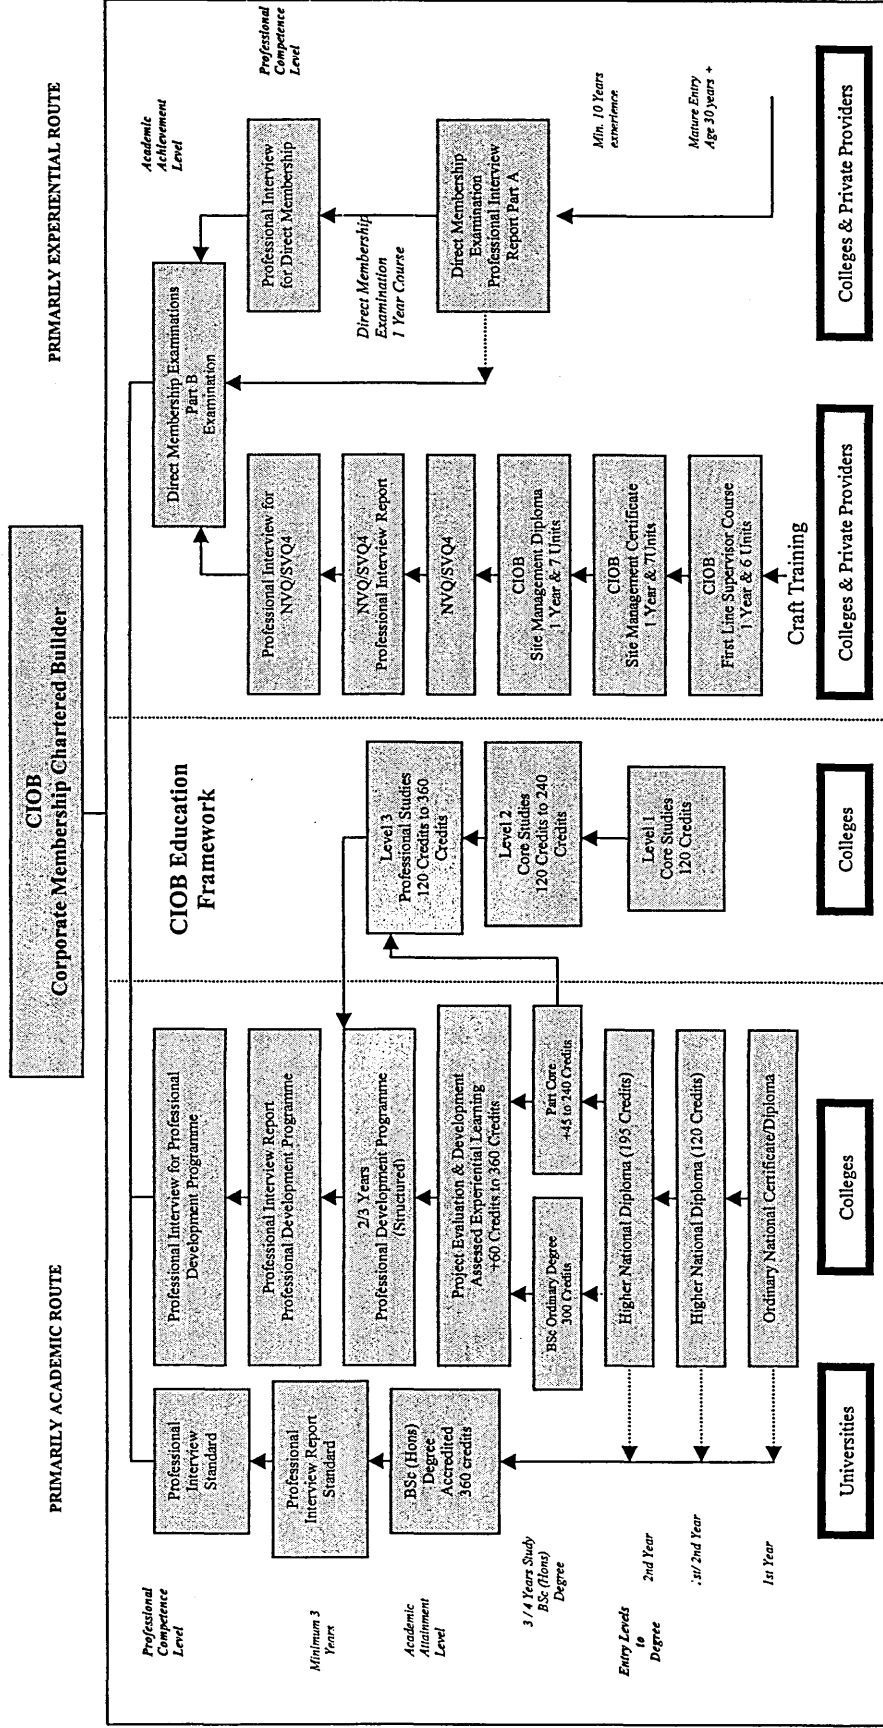 CIOB
Corporate Membership Chartered Builder
PRIMARILY ACADEMIC ROUTE
PRIMARILY EXPERIENTIAL ROUTE
Professional
Competence
Level
Minimum 3
Years
Academic
Attainment
Level
3 / 4 Years Study
BSc (Hons)
Degree
Entry Levels
to
Degree
2nd Year
1st/ 2nd Year
1st Year
Professional
Interview
Standard
Professional
Interview Report
Standard
BSc (Hons)
Degree
Accredited
360 credits
Universities
Professional Interview for Professional
Development Programme
Professional Interview Report
Professional Development Programme
2/3 Years
Professional Development Programme
(Structured)
Project Evaluation & Development
Assessed Experiential Learning
+60 Credits to 360 Credits
BSc Ordinary Degree
300 Credits
Part Core
+45 to 240 Credits
Higher National Diploma (195 Credits)
Higher National Diploma (120 Credits)
Ordinary National Certificate/Diploma
Colleges
CIOB Education
Framework
Level 3
Professional Studies
120 Credits to 360
Credits
Level 2
Core Studies
120 Credits to 240
Credits
Level 1
Core Studies
120 Credits
Colleges
Direct Membership Examinations
Part B
Examination
Professional Interview for
NVQ/SVQ4
NVQ/SVQ4
Professional Interview Report
NVQ/SVQ4
CIOB
Site Management Diploma
1 Year & 7 Units
CIOB
Site Management Certificate
1 Year & 7Units
CIOB
First Line Supervisor Course
1 Year & 6 Units
Craft Training
Colleges & Private Providers
Academic
Achievement
Level
Professional
Competence
Level
Professional Interview
for Direct Membership
Direct Membership
Examination
1 Year Course
Direct Membership
Examination
Professional Interview
Report Part A
Min. 10 Years
experience
Mature Entry
Age 30 years +
Colleges & Private Providers